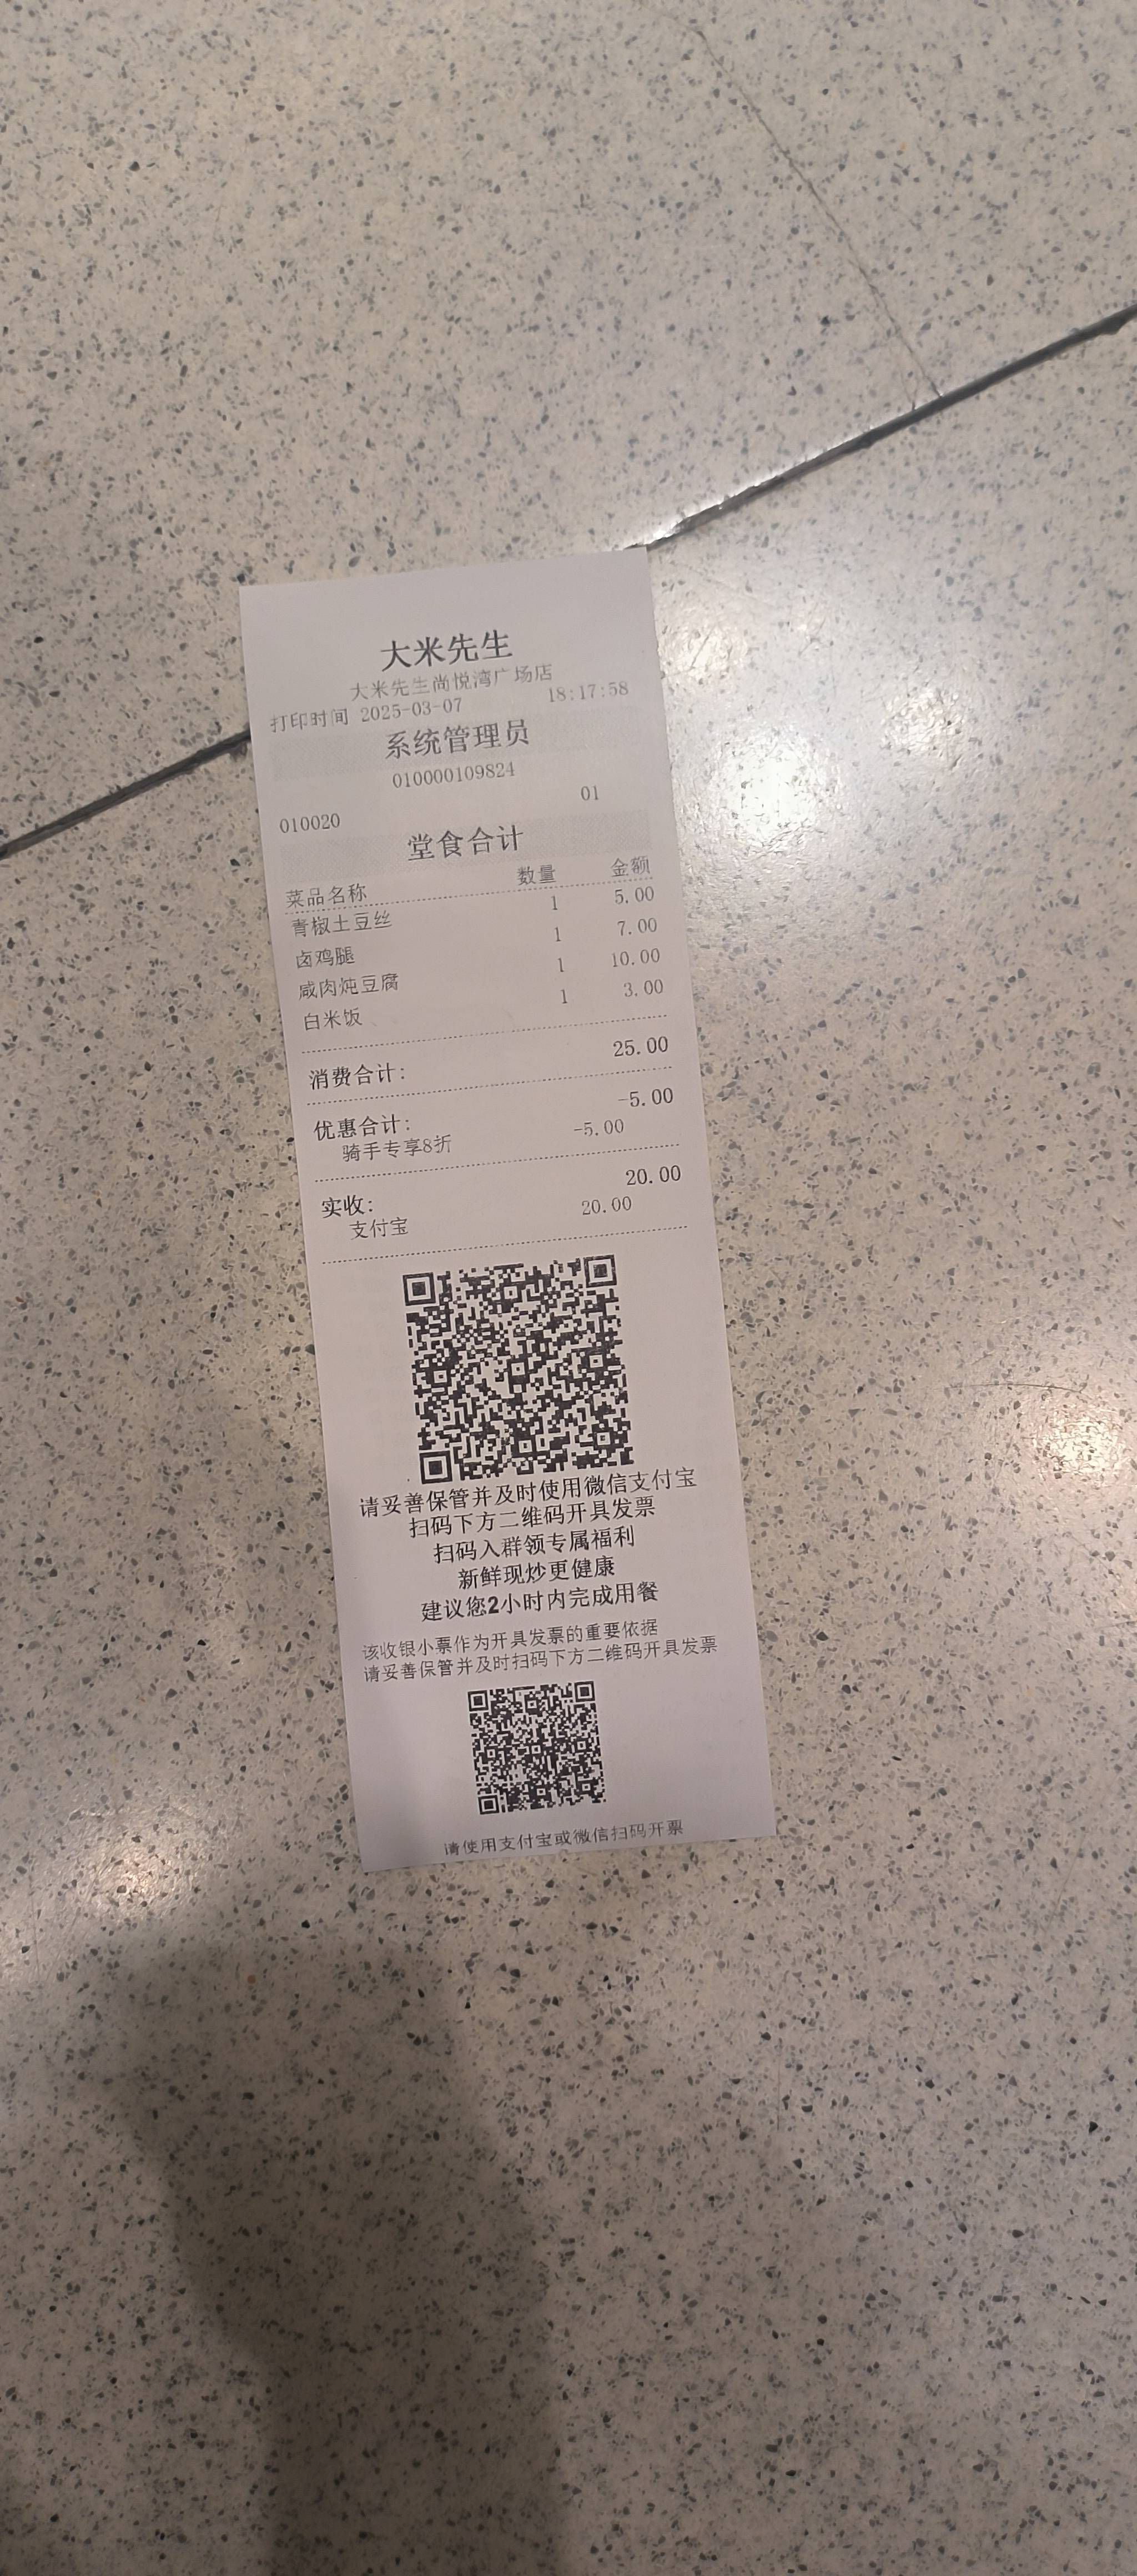 大米先生
大米先生尚悦湾广场店
打印时间 2025-03-07 18:17:58
系统管理员
010000109824
010020 01
堂食合计
菜品名称 数量 金额
青椒土豆丝 1 5.00
卤鸡腿 1 7.00
咸肉炖豆腐 1 10.00
白米饭 1 3.00
消费合计: 25.00
优惠合计: -5.00
骑手专享8折 -5.00
实收: 20.00
支付宝 20.00
请妥善保管并及时使用微信支付宝
扫码下方二维码开具发票
扫码入群领专属福利
新鲜现炒更健康
建议您2小时内完成用餐
该收银小票作为开具发票的重要依据
请妥善保管并及时扫码下方二维码开具发票
请使用支付宝或微信扫码开票